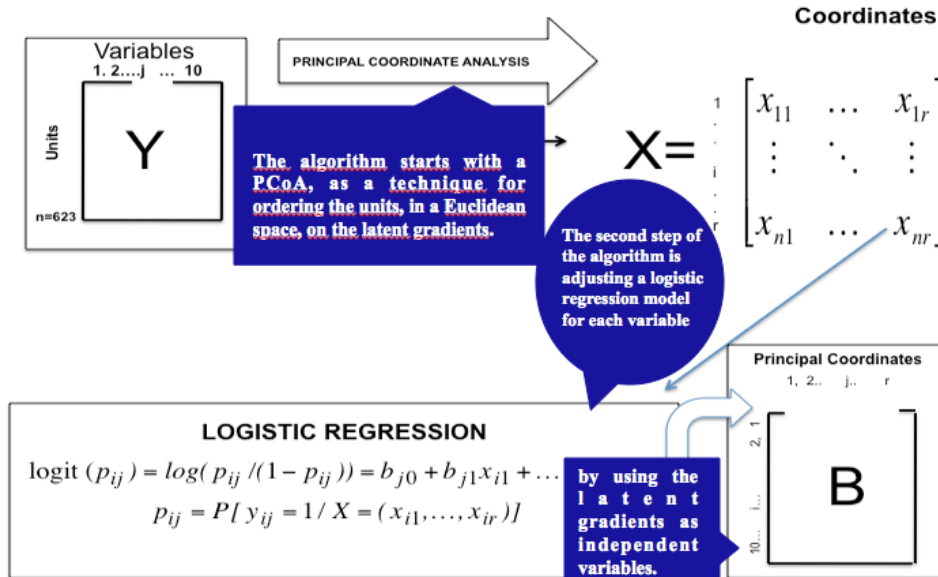 Coordinates
Variables
1. 2....j ... 10
Units
Y
n=623
PRINCIPAL COORDINATE ANALYSIS
The algorithm starts with a
PCoA, as a technique for
ordering the units, in a Euclidean
space, on the latent gradients.
X=
1
.
.
.
i
.
.
r
x11 … x1r
⋮ ⋱ ⋮
xn1 … xnr
The second step of
the algorithm is
adjusting a logistic
regression model
for each variable
Principal Coordinates
1, 2.. j.. r
2, 1
i...
10...
B
LOGISTIC REGRESSION
logit (pij) = log( pij /(1 − pij )) = bj0 + bj1xi1 + …
pij = P[ yij = 1 / X = (xi1,…, xir )]
by using the
latent
gradients as
independent
variables.